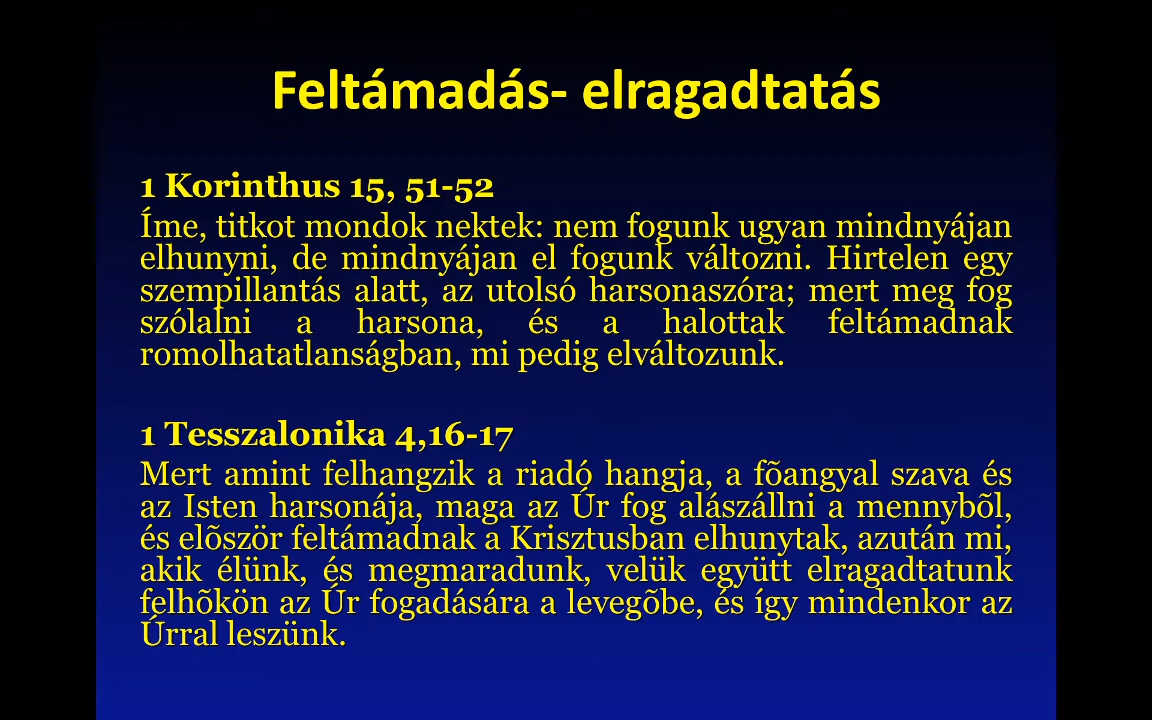 Feltámadás- elragadtatás
1 Korinthus 15, 51-52
Íme, titkot mondok nektek: nem fogunk ugyan mindnyájan
elhunyni, de mindnyájan el fogunk változni. Hirtelen egy
szempillantás alatt, az utolsó harsonaszóra; mert meg fog
szólalni a harsona, és a halottak feltámadnak
romolhatatlanságban, mi pedig elváltozunk.
1 Tesszalonika 4,16-17
Mert amint felhangzik a riadó hangja, a fõangyal szava és
az Isten harsonája, maga az Úr fog alászállni a mennybõl,
és elõször feltámadnak a Krisztusban elhunytak, azután mi,
akik élünk, és megmaradunk, velük együtt elragadtatunk
felhõkön az Úr fogadására a levegõbe, és így mindenkor az
Úrral leszünk.